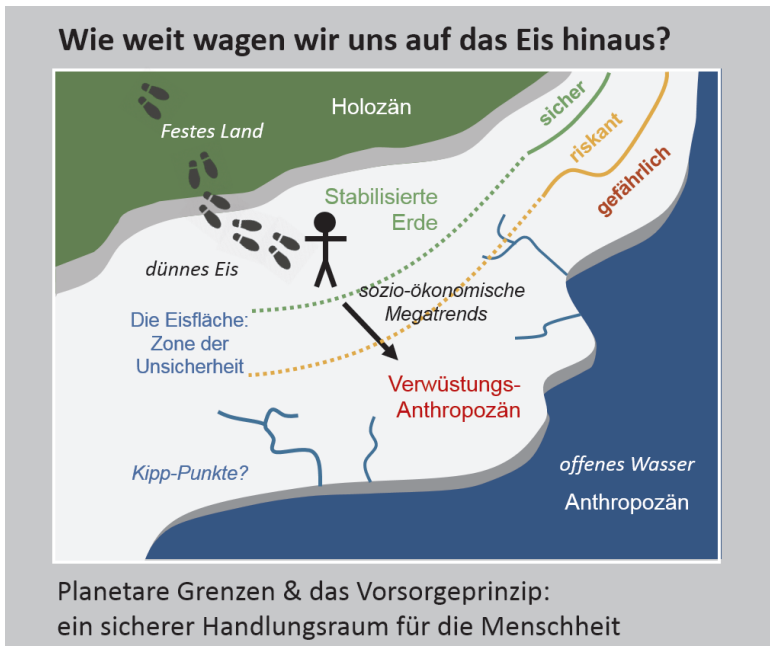 Wie weit wagen wir uns auf das Eis hinaus?
Holozän
sicher
Festes Land
riskant
gefährlich
Stabilisierte
Erde
dünnes Eis
sozio-ökonomische
Megatrends
Die Eisfläche:
Zone der
Unsicherheit
Verwüstungs-
Anthropozän
Kipp-Punkte?
offenes Wasser
Anthropozän
Planetare Grenzen & das Vorsorgeprinzip:
ein sicherer Handlungsraum für die Menschheit